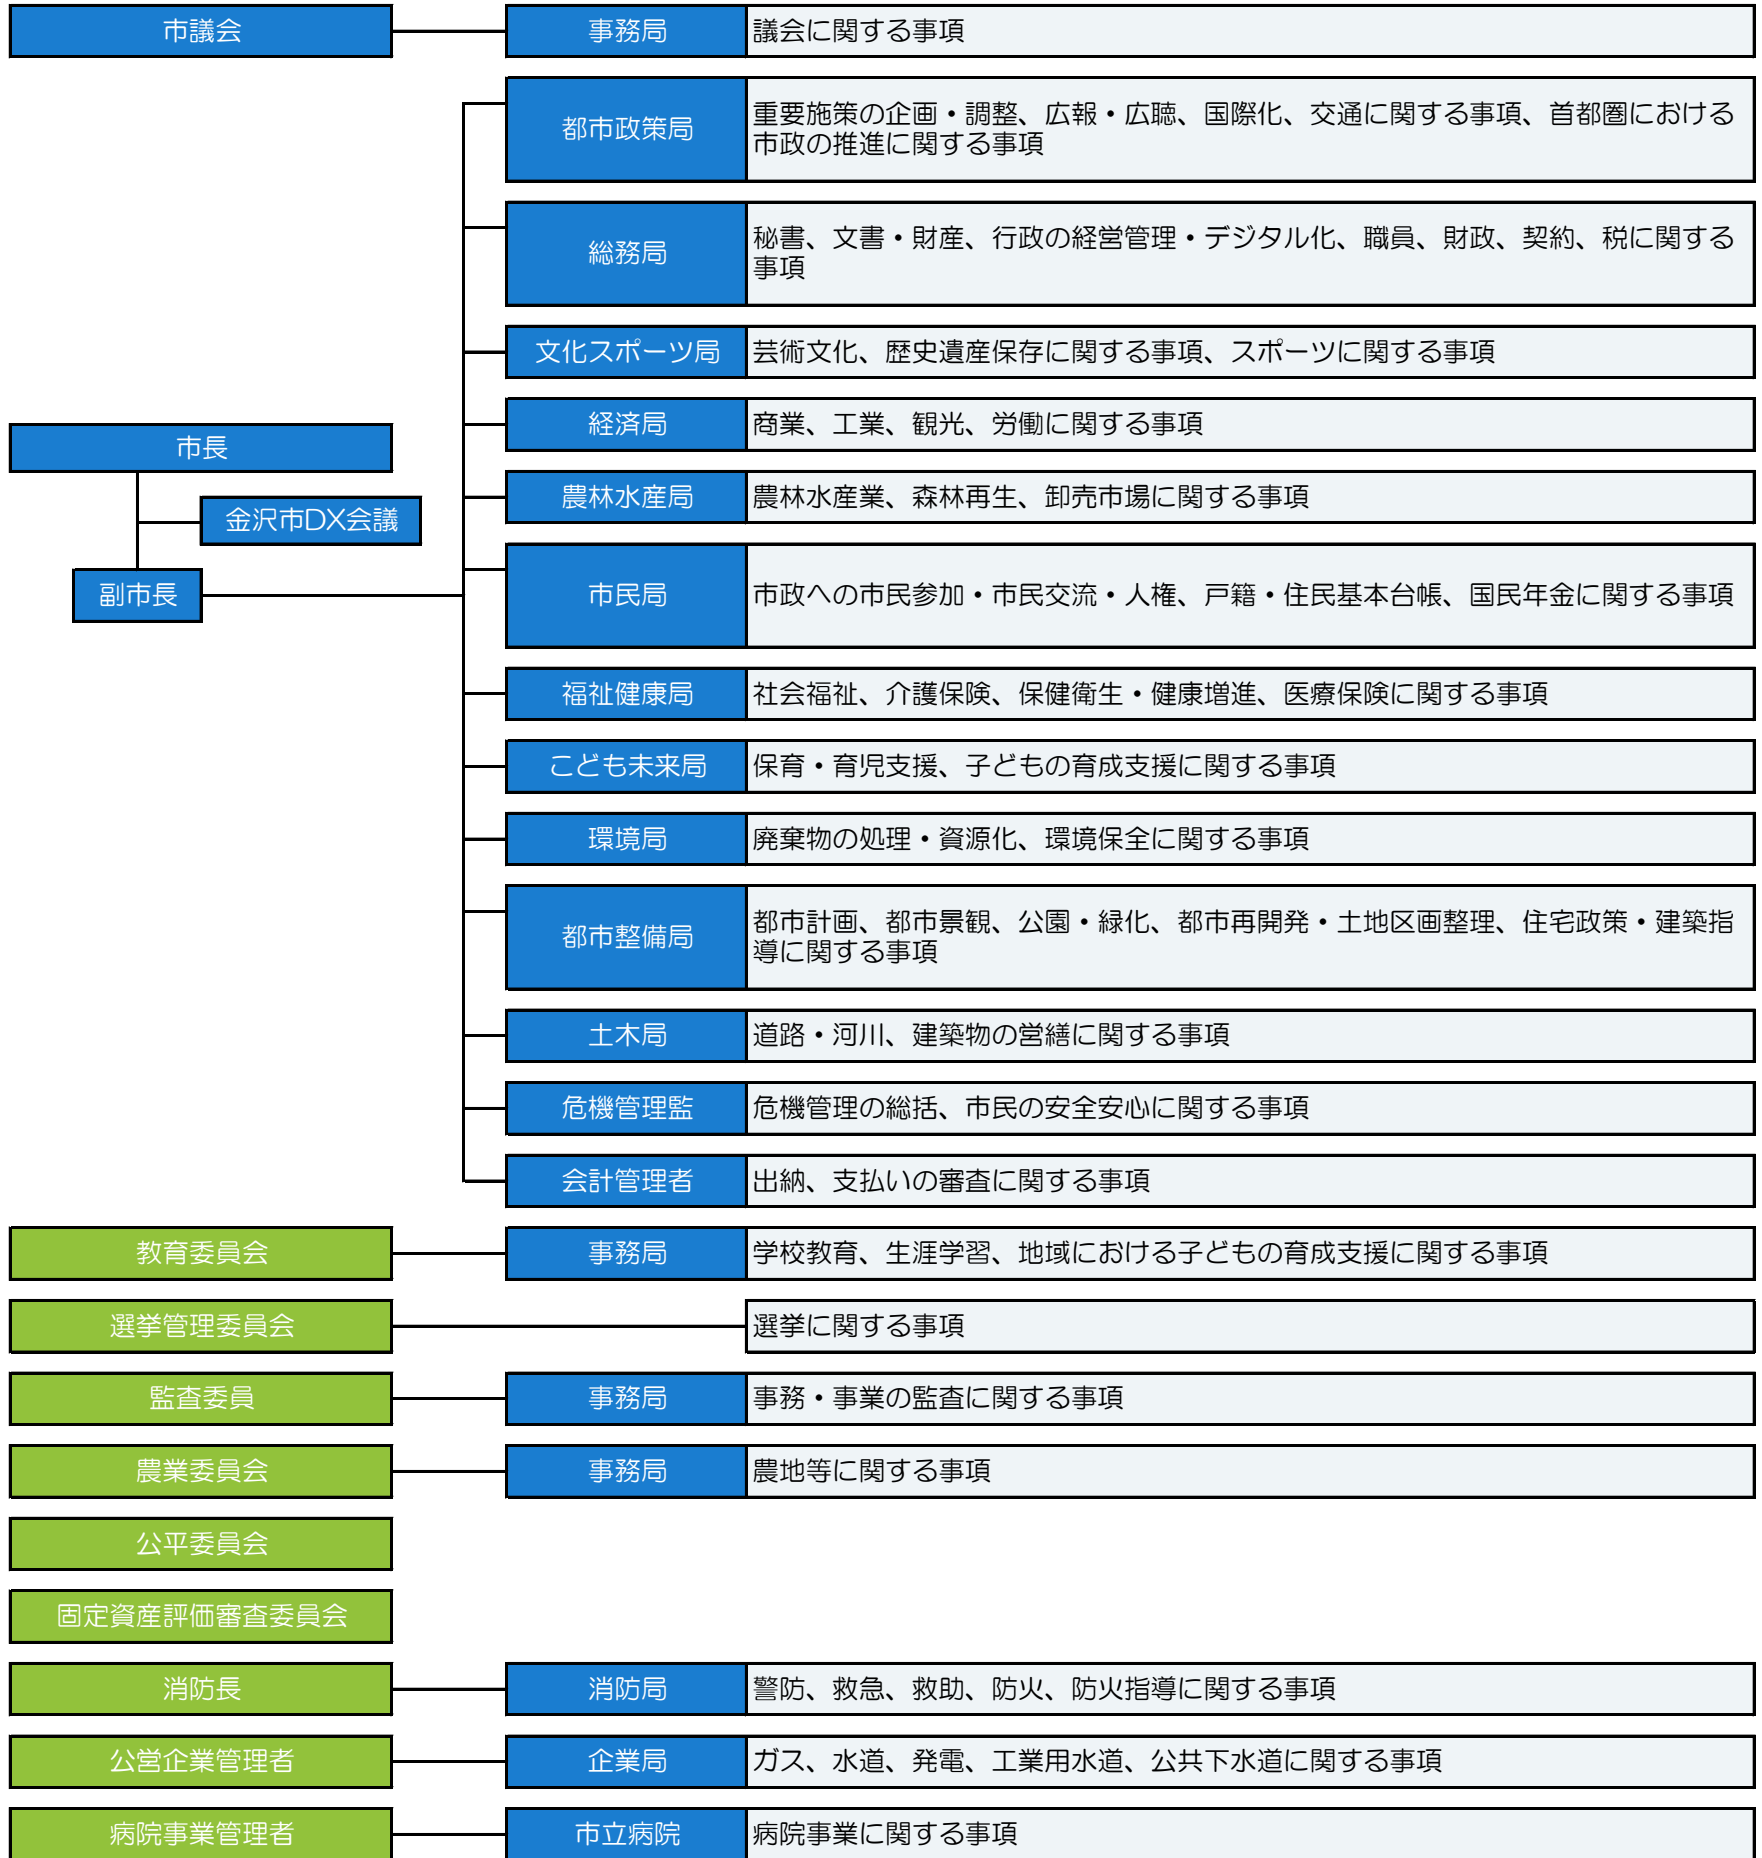 市議会
事務局
議会に関する事項
都市政策局
重要施策の企画・調整、広報・広聴、国際化、交通に関する事項、首都圏における
市政の推進に関する事項
総務局
秘書、文書・財産、行政の経営管理・デジタル化、職員、財政、契約、税に関する
事項
文化スポーツ局
芸術文化、歴史遺産保存に関する事項、スポーツに関する事項
経済局
商業、工業、観光、労働に関する事項
市長
農林水産局
農林水産業、森林再生、卸売市場に関する事項
金沢市DX会議
副市長
市民局
市政への市民参加・市民交流・人権、戸籍・住民基本台帳、国民年金に関する事項
福祉健康局
社会福祉、介護保険、保健衛生・健康増進、医療保険に関する事項
こども未来局
保育・育児支援、子どもの育成支援に関する事項
環境局
廃棄物の処理・資源化、環境保全に関する事項
都市整備局
都市計画、都市景観、公園・緑化、都市再開発・土地区画整理、住宅政策・建築指
導に関する事項
土木局
道路・河川、建築物の営繕に関する事項
危機管理監
危機管理の総括、市民の安全安心に関する事項
会計管理者
出納、支払いの審査に関する事項
教育委員会
事務局
学校教育、生涯学習、地域における子どもの育成支援に関する事項
選挙管理委員会
選挙に関する事項
監査委員
事務局
事務・事業の監査に関する事項
農業委員会
事務局
農地等に関する事項
公平委員会
固定資産評価審査委員会
消防長
消防局
警防、救急、救助、防火、防火指導に関する事項
公営企業管理者
企業局
ガス、水道、発電、工業用水道、公共下水道に関する事項
病院事業管理者
市立病院
病院事業に関する事項